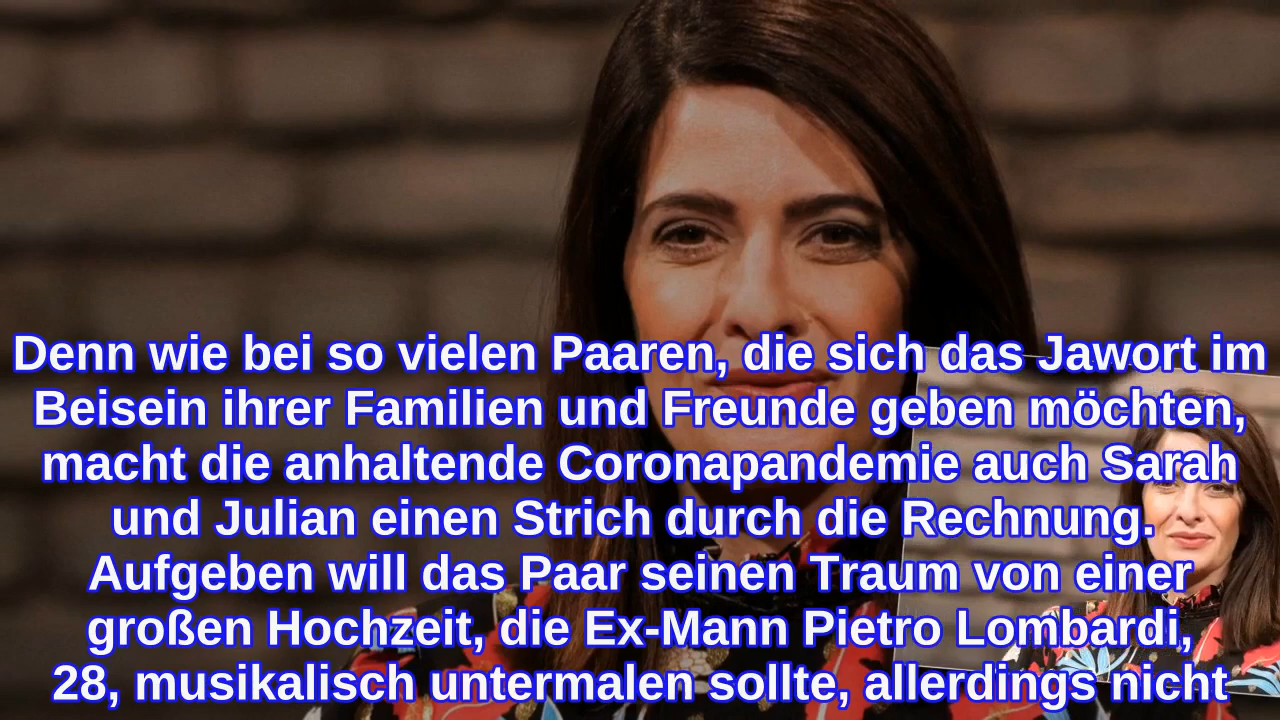 Denn wie bei so vielen Paaren, die sich das Jawort im
Beisein ihrer Familien und Freunde geben möchten,
macht die anhaltende Coronapandemie auch Sarah
und Julian einen Strich durch die Rechnung.
Aufgeben will das Paar seinen Traum von einer
großen Hochzeit, die Ex-Mann Pietro Lombardi,
28, musikalisch untermalen sollte, allerdings nicht